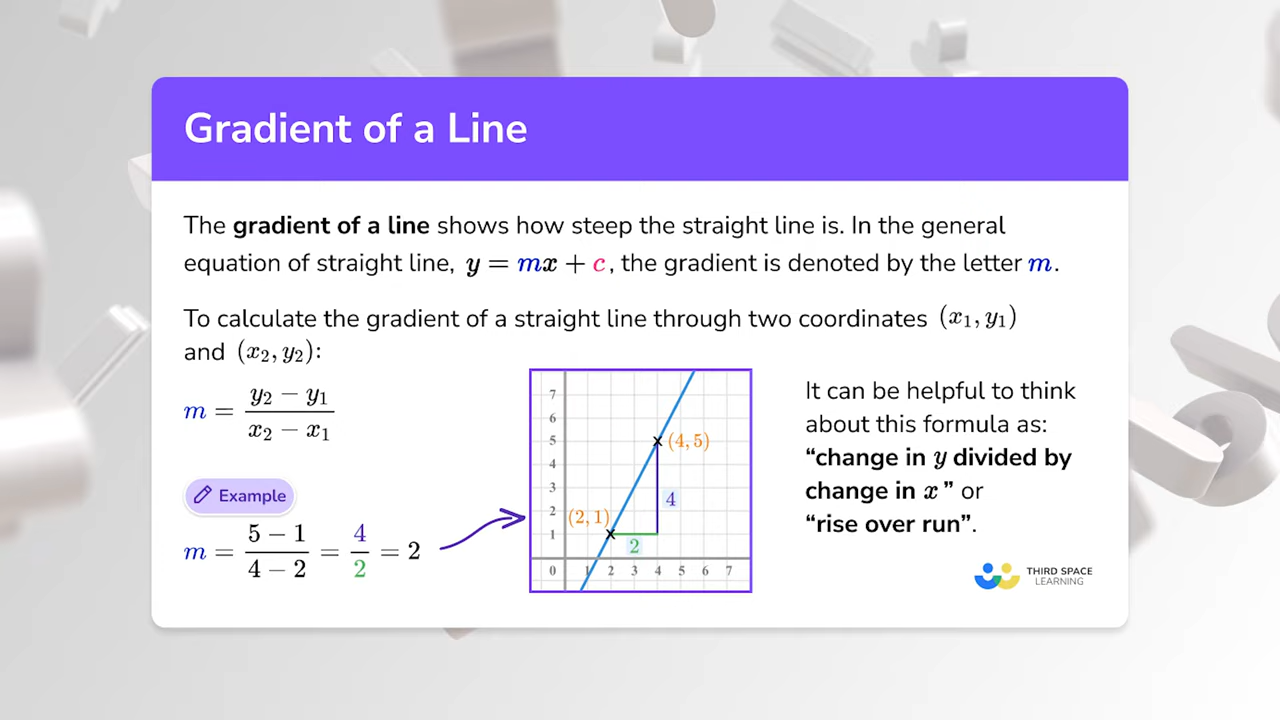 Gradient of a Line
The gradient of a line shows how steep the straight line is. In the general
equation of straight line, y = mx + c, the gradient is denoted by the letter m.
To calculate the gradient of a straight line through two coordinates (x₁, y₁)
and (x₂, y₂):
m = (y₂ − y₁)/(x₂ − x₁)
Example
m = (5 − 1)/(4 − 2) = 4/2 = 2
7
6
5
4
3
2
1
0 1 2 3 4 5 6 7
(4, 5)
(2, 1)
4
2
It can be helpful to think
about this formula as:
“change in y divided by
change in x” or
“rise over run”.
THIRD SPACE
LEARNING